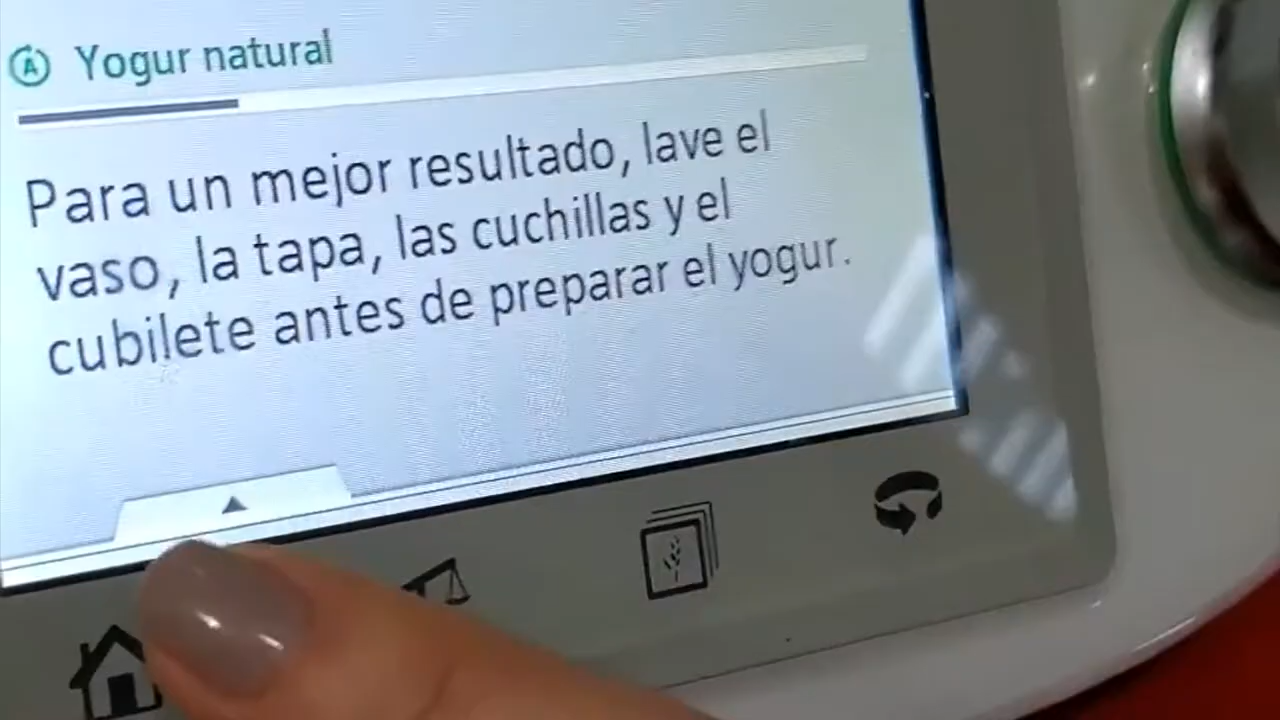 Yogur natural
Para un mejor resultado, lave el
vaso, la tapa, las cuchillas y el
cubilete antes de preparar el yogur.